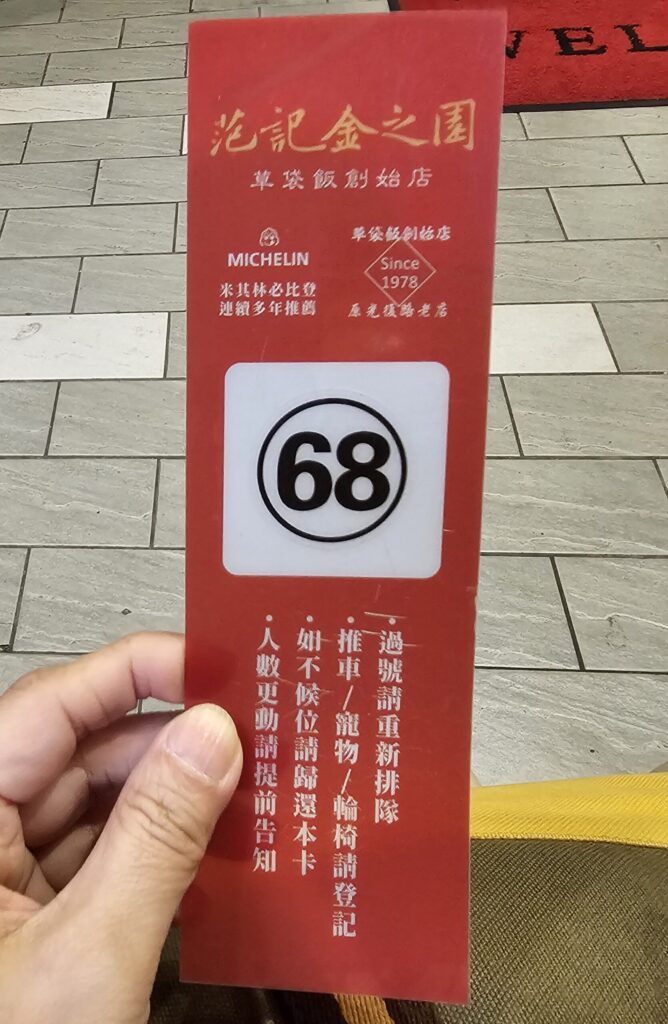 WEL
范記金之園
草袋飯創始店
MICHELIN
米其林必比登
連續多年推薦
草袋飯創始店
Since
1978
原光復路老店
68
・過號請重新排隊
・推車/寵物/輪椅請登記
・如不候位請歸還本卡
・人數更動請提前告知